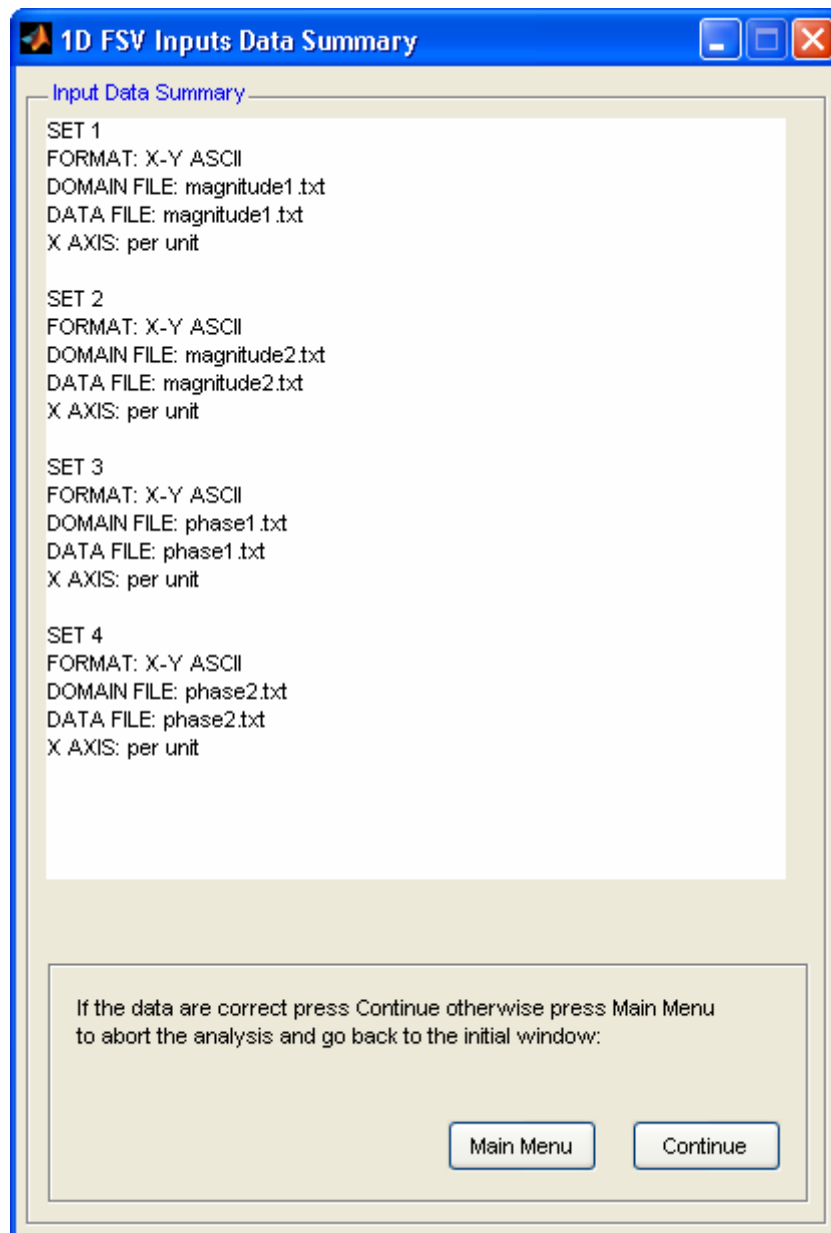 1D FSV Inputs Data Summary
Input Data Summary
SET 1
FORMAT: X-Y ASCII
DOMAIN FILE: magnitude1.txt
DATA FILE: magnitude1.txt
X AXIS: per unit
SET 2
FORMAT: X-Y ASCII
DOMAIN FILE: magnitude2.txt
DATA FILE: magnitude2.txt
X AXIS: per unit
SET 3
FORMAT: X-Y ASCII
DOMAIN FILE: phase1.txt
DATA FILE: phase1.txt
X AXIS: per unit
SET 4
FORMAT: X-Y ASCII
DOMAIN FILE: phase2.txt
DATA FILE: phase2.txt
X AXIS: per unit
If the data are correct press Continue otherwise press Main Menu
to abort the analysis and go back to the initial window:
Main Menu Continue